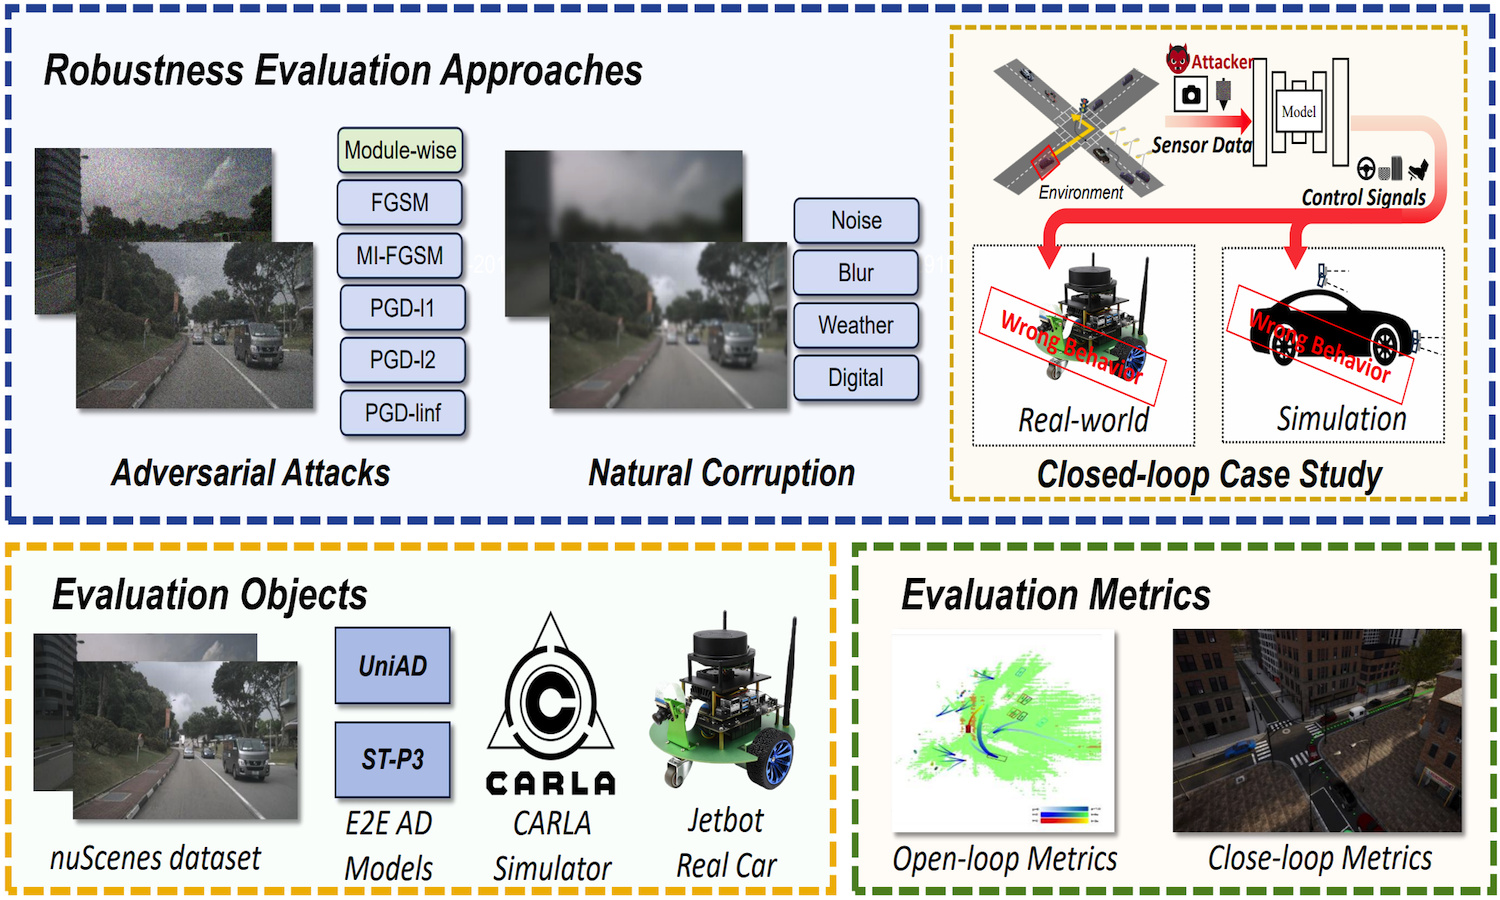 Robustness Evaluation Approaches
Module-wise
FGSM
MI-FGSM
PGD-l1
PGD-l2
PGD-linf
Adversarial Attacks
Noise
Blur
Weather
Digital
Natural Corruption
Attacker
Sensor Data
Model
Environment
Control Signals
Wrong Behavior
Real-world
Wrong Behavior
Simulation
Closed-loop Case Study
Evaluation Objects
nuScenes dataset
UniAD
ST-P3
E2E AD
Models
CARLA
CARLA
Simulator
Jetbot
Real Car
Evaluation Metrics
Open-loop Metrics
Close-loop Metrics